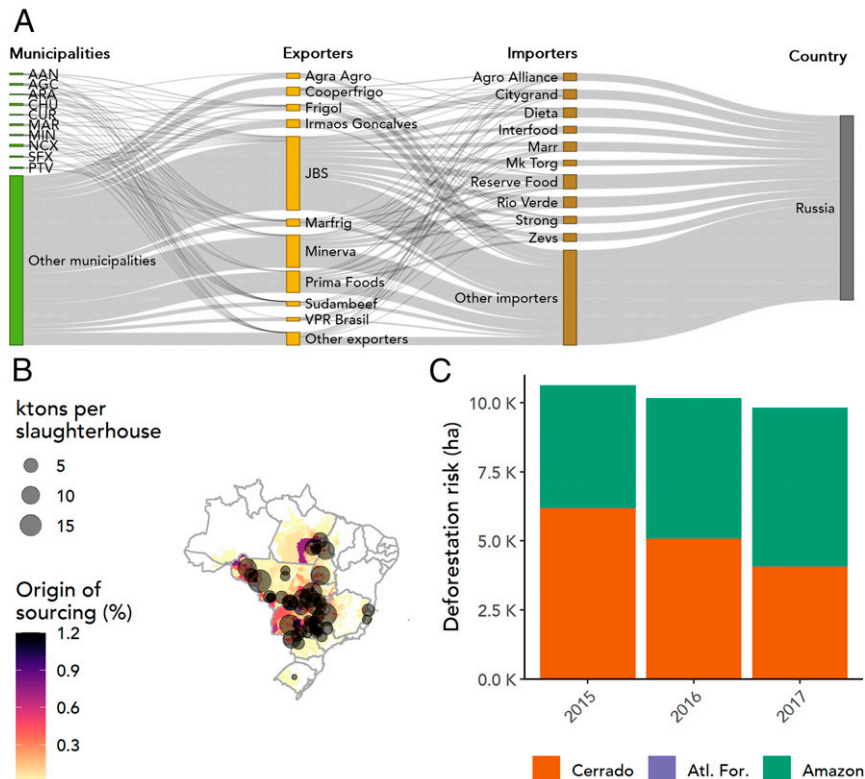 A
Municipalities Exporters Importers Country
AAN
AGC
ARA
CHU
CUR
MAR
MIN
NCX
SFX
PTV
Other municipalities
Agra Agro
Cooperfrigo
Frigol
Irmaos Goncalves
JBS
Marfrig
Minerva
Prima Foods
Sudambeef
VPR Brasil
Other exporters
Agro Alliance
Citygrand
Dieta
Interfood
Marr
Mk Torg
Reserve Food
Rio Verde
Strong
Zevs
Other importers
Russia
B
ktons per
slaughterhouse
5
10
15
Origin of
sourcing (%)
1.2
0.9
0.6
0.3
C
Deforestation risk (ha)
10.0 K
7.5 K
5.0 K
2.5 K
0.0 K
2015
2016
2017
Cerrado Atl. For. Amazon